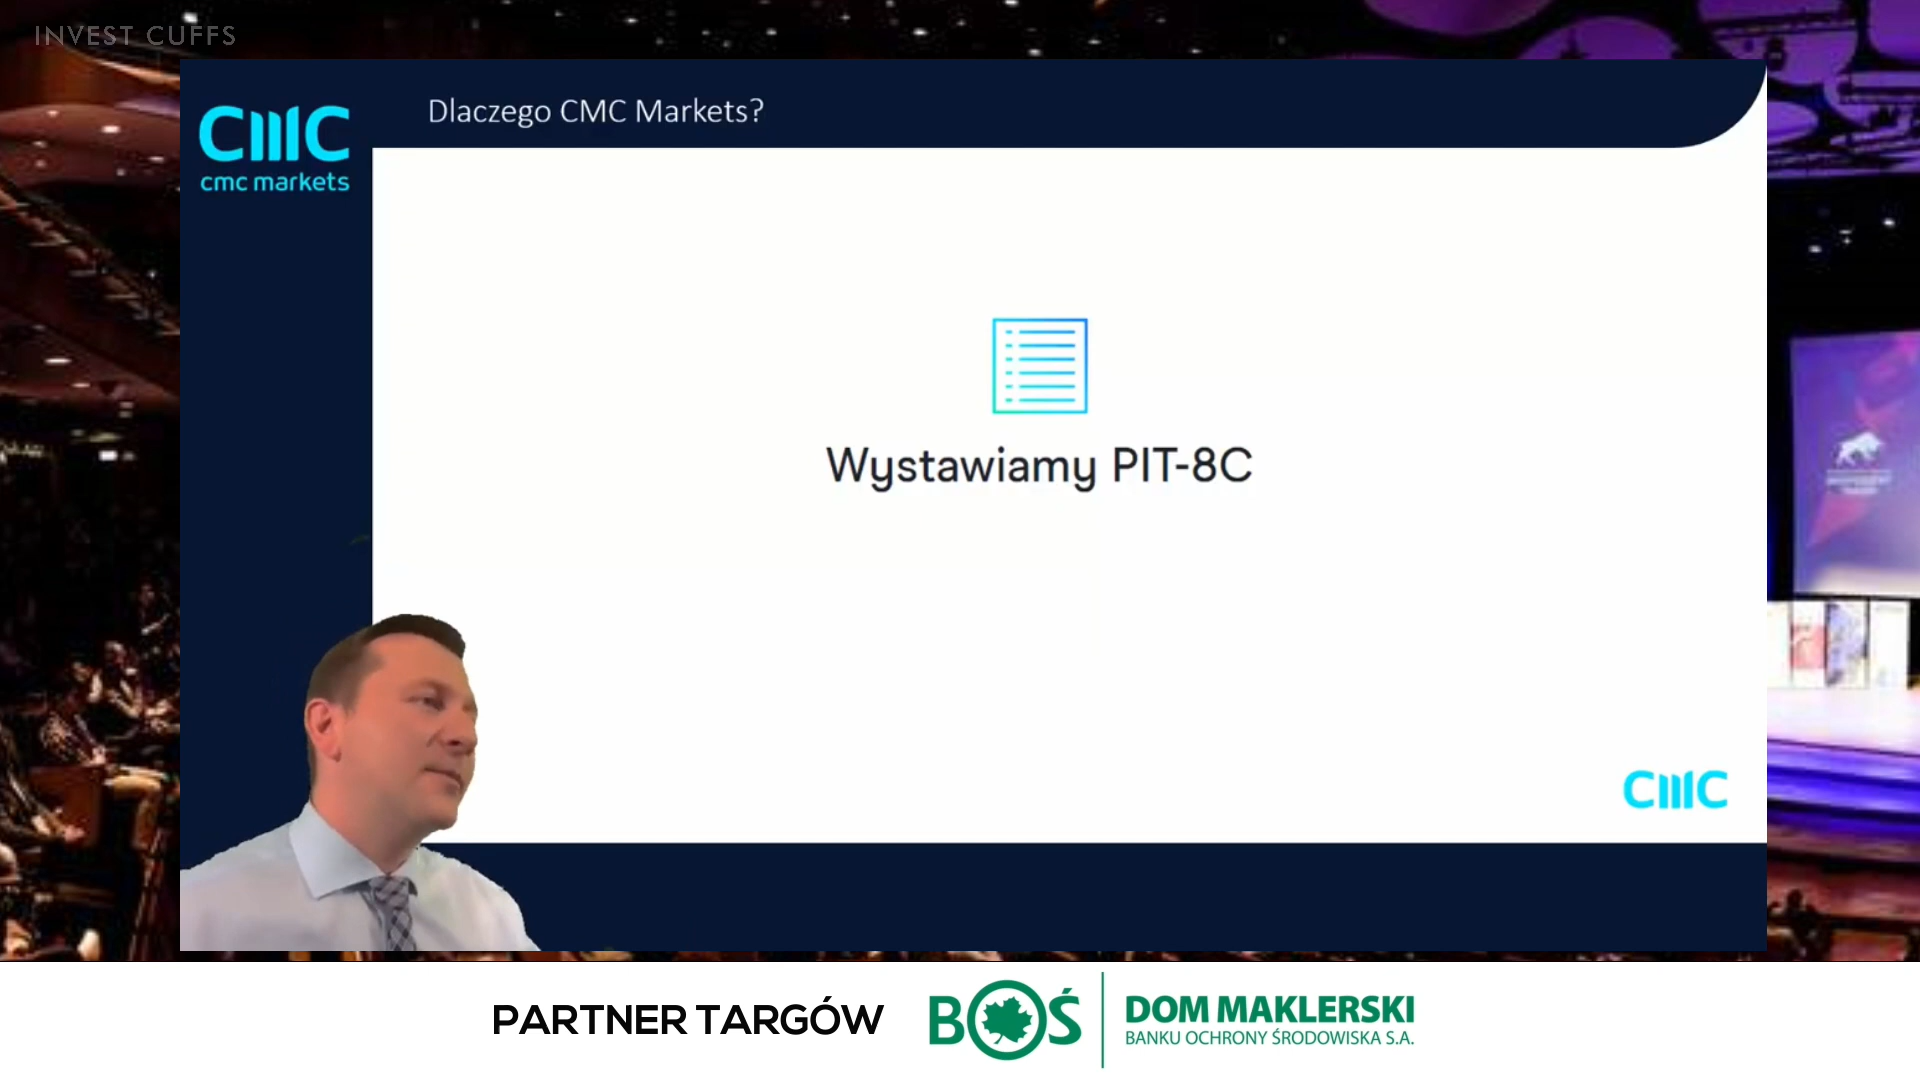 INVEST CUFFS
Dlaczego CMC Markets?
CMC
cmc markets
Wystawiamy PIT-8C
CMC
PARTNER TARGÓW
BOŚ
DOM MAKLERSKI
BANKU OCHRONY ŚRODOWISKA S.A.